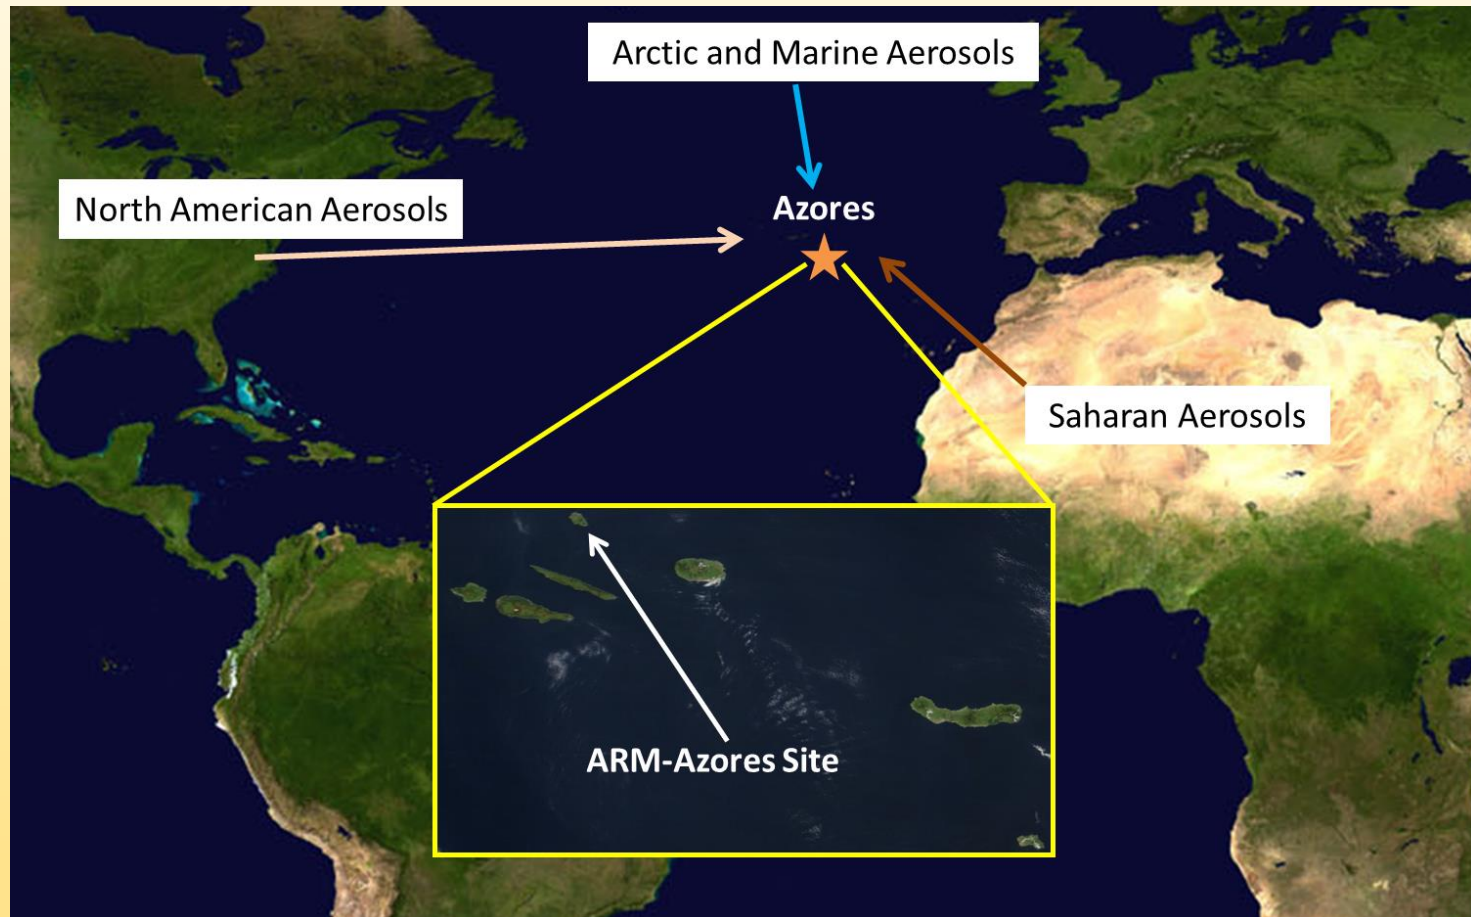 Arctic and Marine Aerosols
North American Aerosols
Azores
Saharan Aerosols
ARM-Azores Site